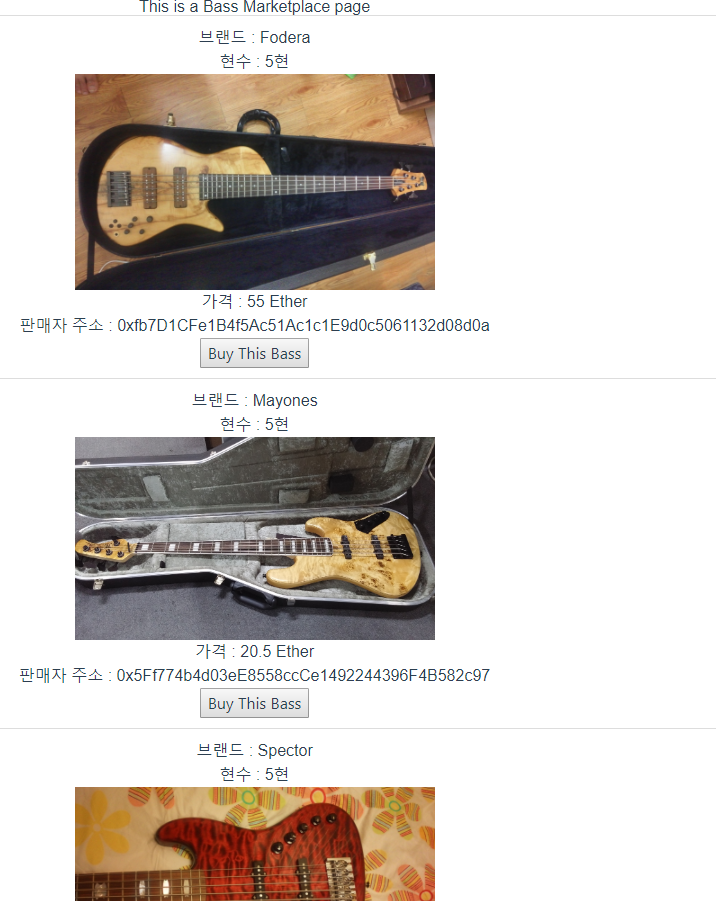 This is a Bass Marketplace page
브랜드 : Fodera
현수 : 5현
가격 : 55 Ether
판매자 주소 : 0xfb7D1CFe1B4f5Ac51Ac1c1E9d0c5061132d08d0a
Buy This Bass
브랜드 : Mayones
현수 : 5현
가격 : 20.5 Ether
판매자 주소 : 0x5Ff774b4d03eE8558ccCe1492244396F4B582c97
Buy This Bass
브랜드 : Spector
현수 : 5현